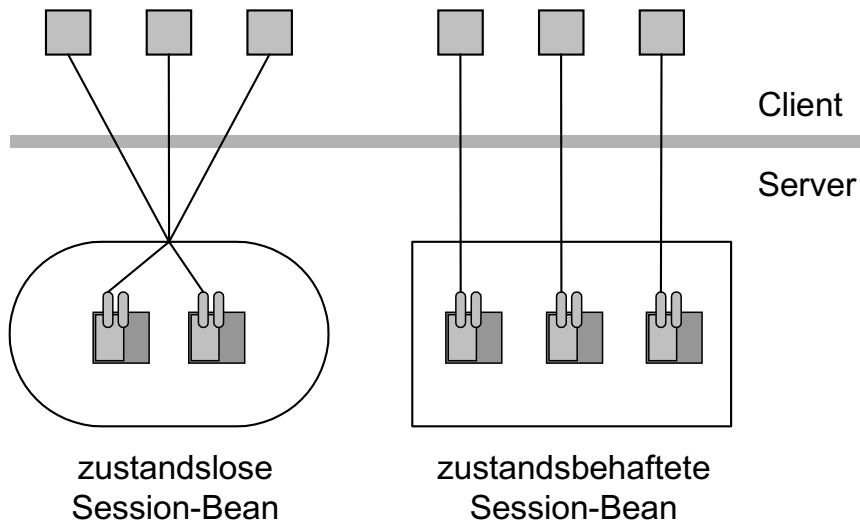 Client
Server
zustandslose
Session-Bean
zustandsbehaftete
Session-Bean